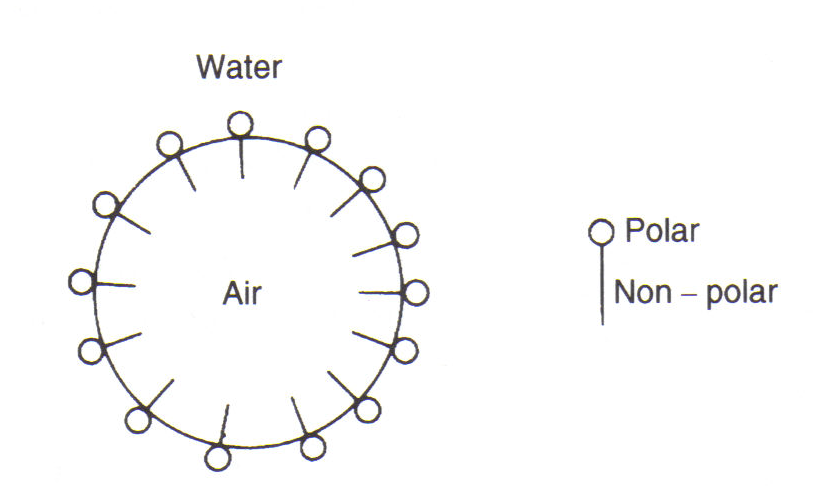 Water
Air
Polar
Non – polar